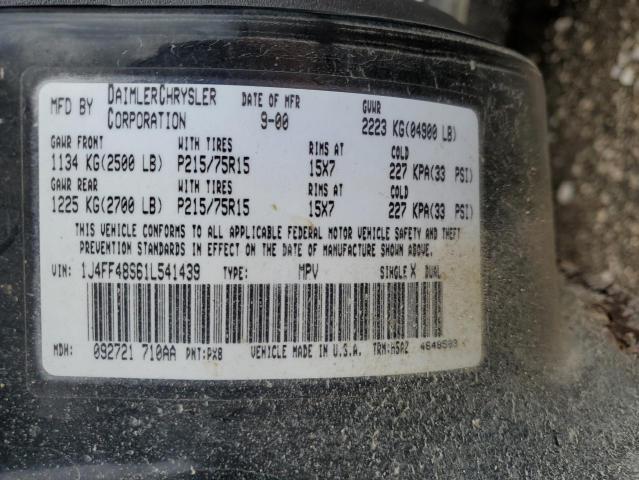 MFD BY DAIMLERCHRYSLER CORPORATION DATE OF MFR 9-00 GVWR 2223 KG(04900 LB)
GAWR FRONT WITH TIRES RIMS AT COLD
1134 KG(2500 LB) P215/75R15 15X7 227 KPA(33 PSI)
GAWR REAR WITH TIRES RIMS AT COLD
1225 KG(2700 LB) P215/75R15 15X7 227 KPA(33 PSI)
THIS VEHICLE CONFORMS TO ALL APPLICABLE FEDERAL MOTOR VEHICLE SAFETY AND THEFT
PREVENTION STANDARDS IN EFFECT ON THE DATE OF MANUFACTURE SHOWN ABOVE.
VIN: 1J4FF48S61L541439 TYPE: MPV SINGLE X DUAL
MDH: 092721 710AA PNT:PX8 VEHICLE MADE IN U.S.A. TRM:H5AZ